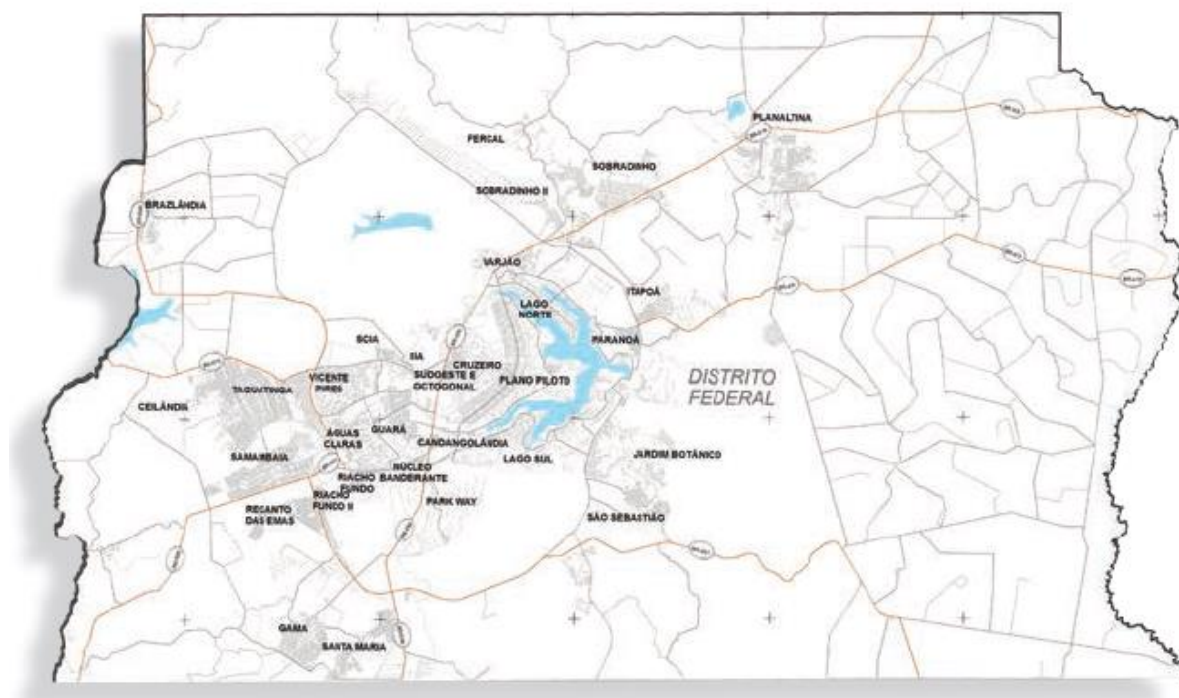 PLANALTINA
FERCAL
SOBRADINHO
SOBRADINHO II
BRAZLÂNDIA
VARJÃO
ITAPOÃ
LAGO
NORTE
SCIA
PARANOÁ
SIA
CRUZEIRO
VICENTE
PIRES
SUDOESTE E
OCTOGONAL
PLANO PILOTO
DISTRITO
FEDERAL
TAGUATINGA
CEILÂNDIA
ÁGUAS
CLARAS
GUARÁ
CANDANGOLÂNDIA
SAMAMBAIA
LAGO SUL
JARDIM BOTÂNICO
NÚCLEO
BANDEIRANTE
RIACHO
FUNDO
RIACHO
FUNDO II
PARK WAY
RECANTO
DAS EMAS
SÃO SEBASTIÃO
GAMA
SANTA MARIA